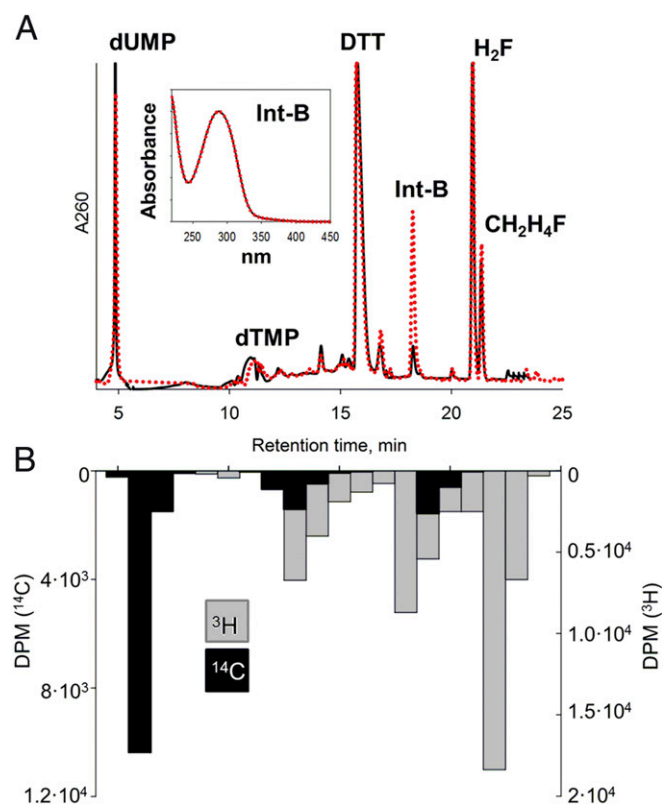 A
dUMP
DTT
H₂F
Int-B
Absorbance
250 300 350 400 450
nm
Int-B
CH₂H₄F
A260
dTMP
5 10 15 20 25
Retention time, min
B
0
4·10³
8·10³
1.2·10⁴
DPM (¹⁴C)
³H
¹⁴C
0
0.5·10⁴
1.0·10⁴
1.5·10⁴
2·10⁴
DPM (³H)